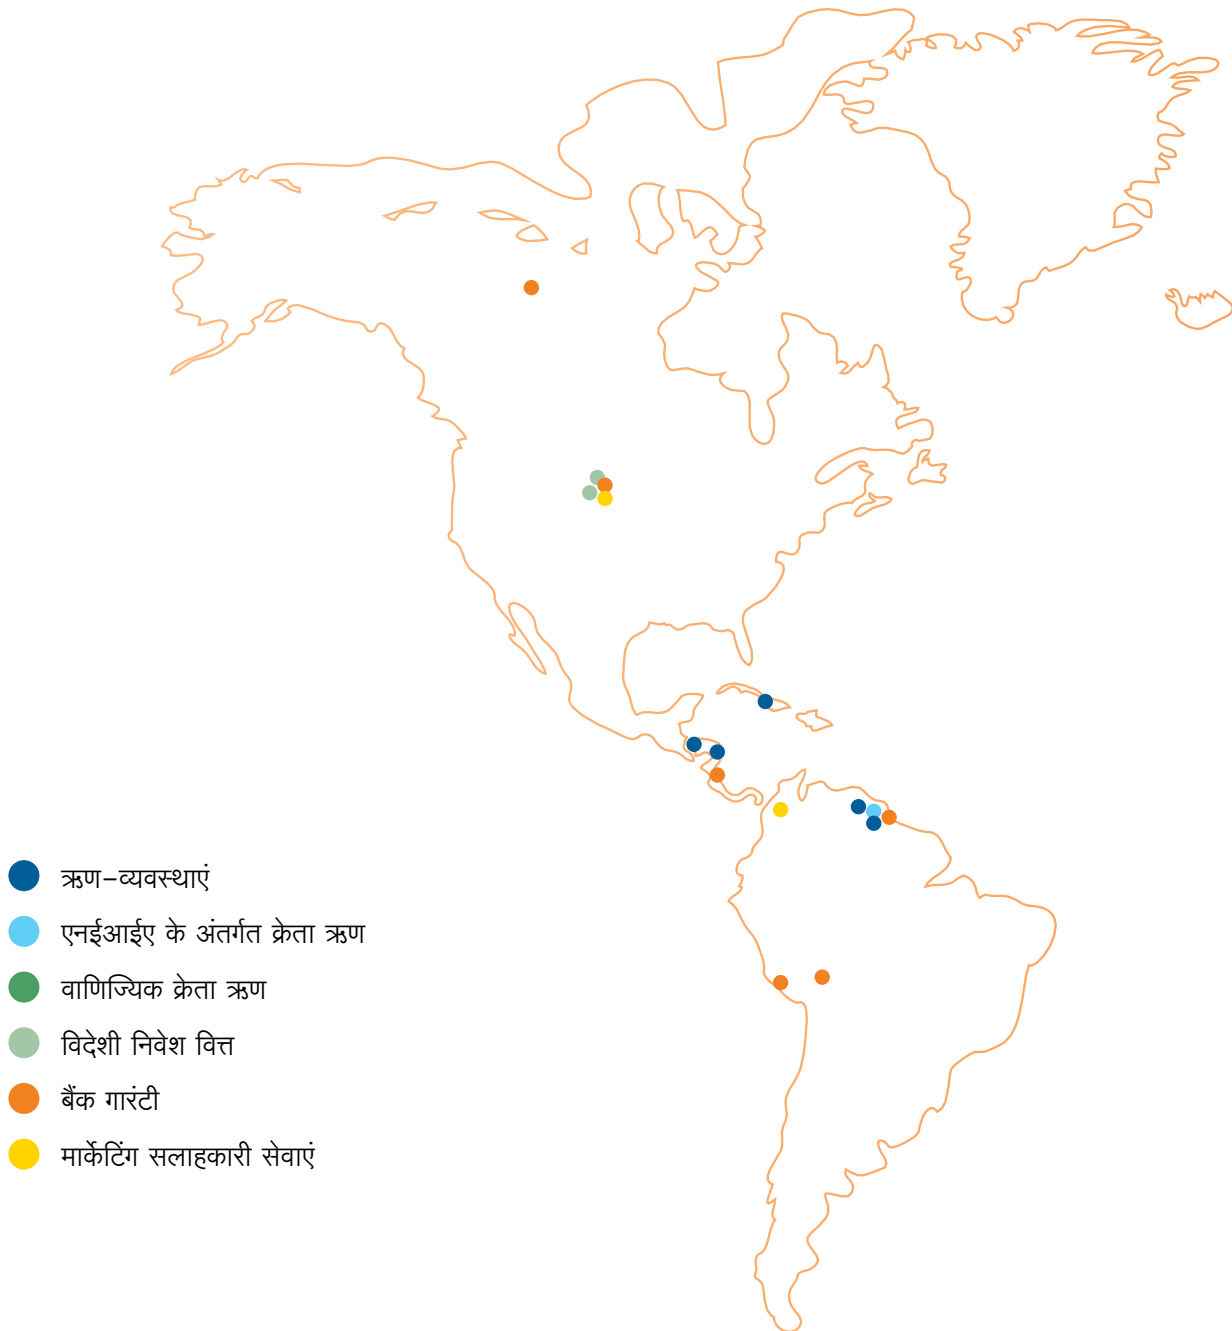 ऋण–व्यवस्थाएं
एनईआईए के अंतर्गत क्रेता ऋण
वाणिज्यिक क्रेता ऋण
विदेशी निवेश वित्त
बैंक गारंटी
मार्केटिंग सलाहकारी सेवाएं